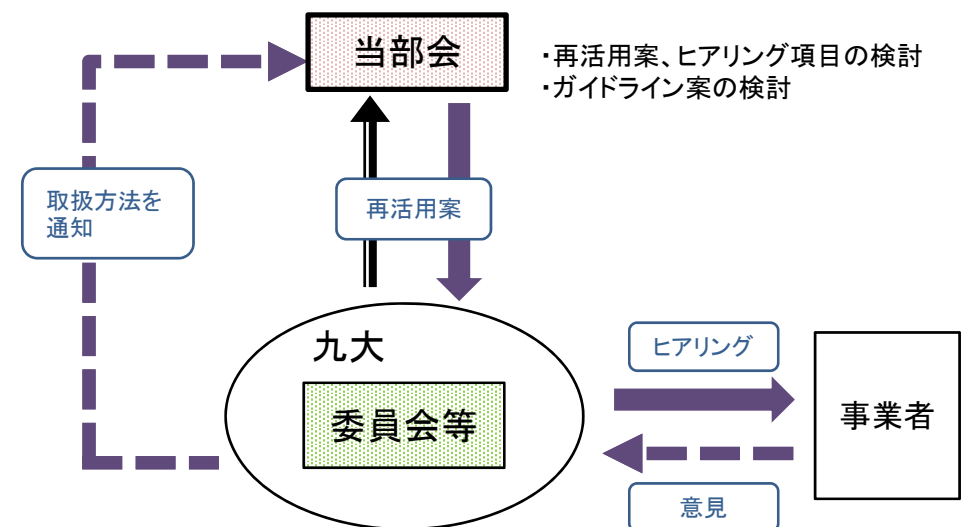 当部会
・再活用案、ヒアリング項目の検討
・ガイドライン案の検討
取扱方法を
通知
再活用案
九大
委員会等
ヒアリング
事業者
意見